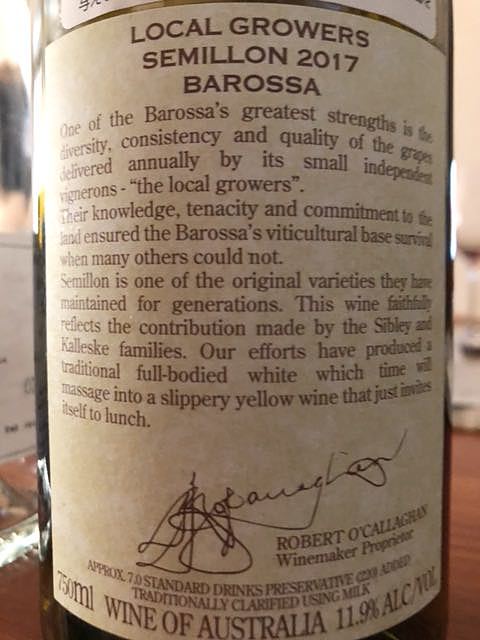 LOCAL GROWERS
SEMILLON 2017
BAROSSA
One of the Barossa's greatest strengths is the
diversity, consistency and quality of the grapes
delivered annually by its small independent
vignerons - "the local growers".
Their knowledge, tenacity and commitment to the
land ensured the Barossa's viticultural base survival
when many others could not.
Semillon is one of the original varieties they have
maintained for generations. This wine faithfully
reflects the contribution made by the Sibley and
Kalleske families. Our efforts have produced a
traditional full-bodied white which time will
massage into a slippery yellow wine that just invites
itself to lunch.
ROBERT O'CALLAGHAN
Winemaker Proprietor
APPROX. 7.0 STANDARD DRINKS PRESERVATIVE (220) ADDED
TRADITIONALLY CLARIFIED USING MILK
750ml WINE OF AUSTRALIA 11.9% ALC/VOL